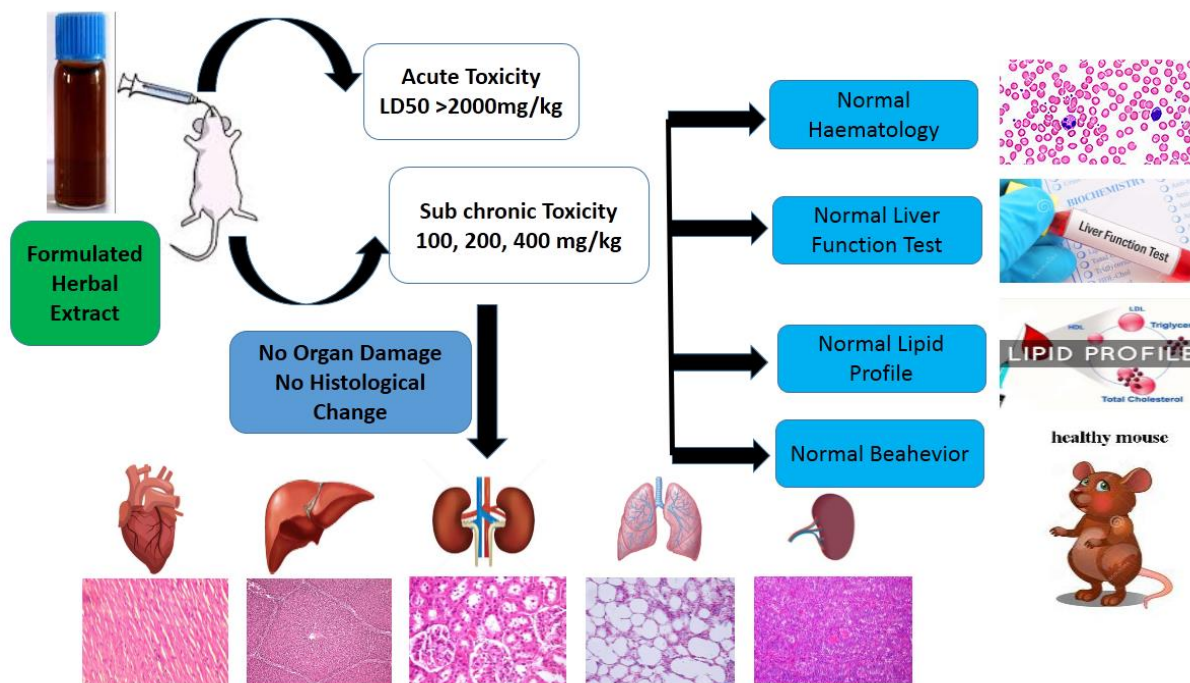 Acute Toxicity
LD50 >2000mg/kg
Sub chronic Toxicity
100, 200, 400 mg/kg
Formulated
Herbal
Extract
No Organ Damage
No Histological
Change
Normal
Haematology
Normal Liver
Function Test
Normal Lipid
Profile
Normal Beahevior
BIOCHEMISTRY
Liver Function Test
LDL
HDL
LIPID PROFILE
Total Cholesterol
healthy mouse